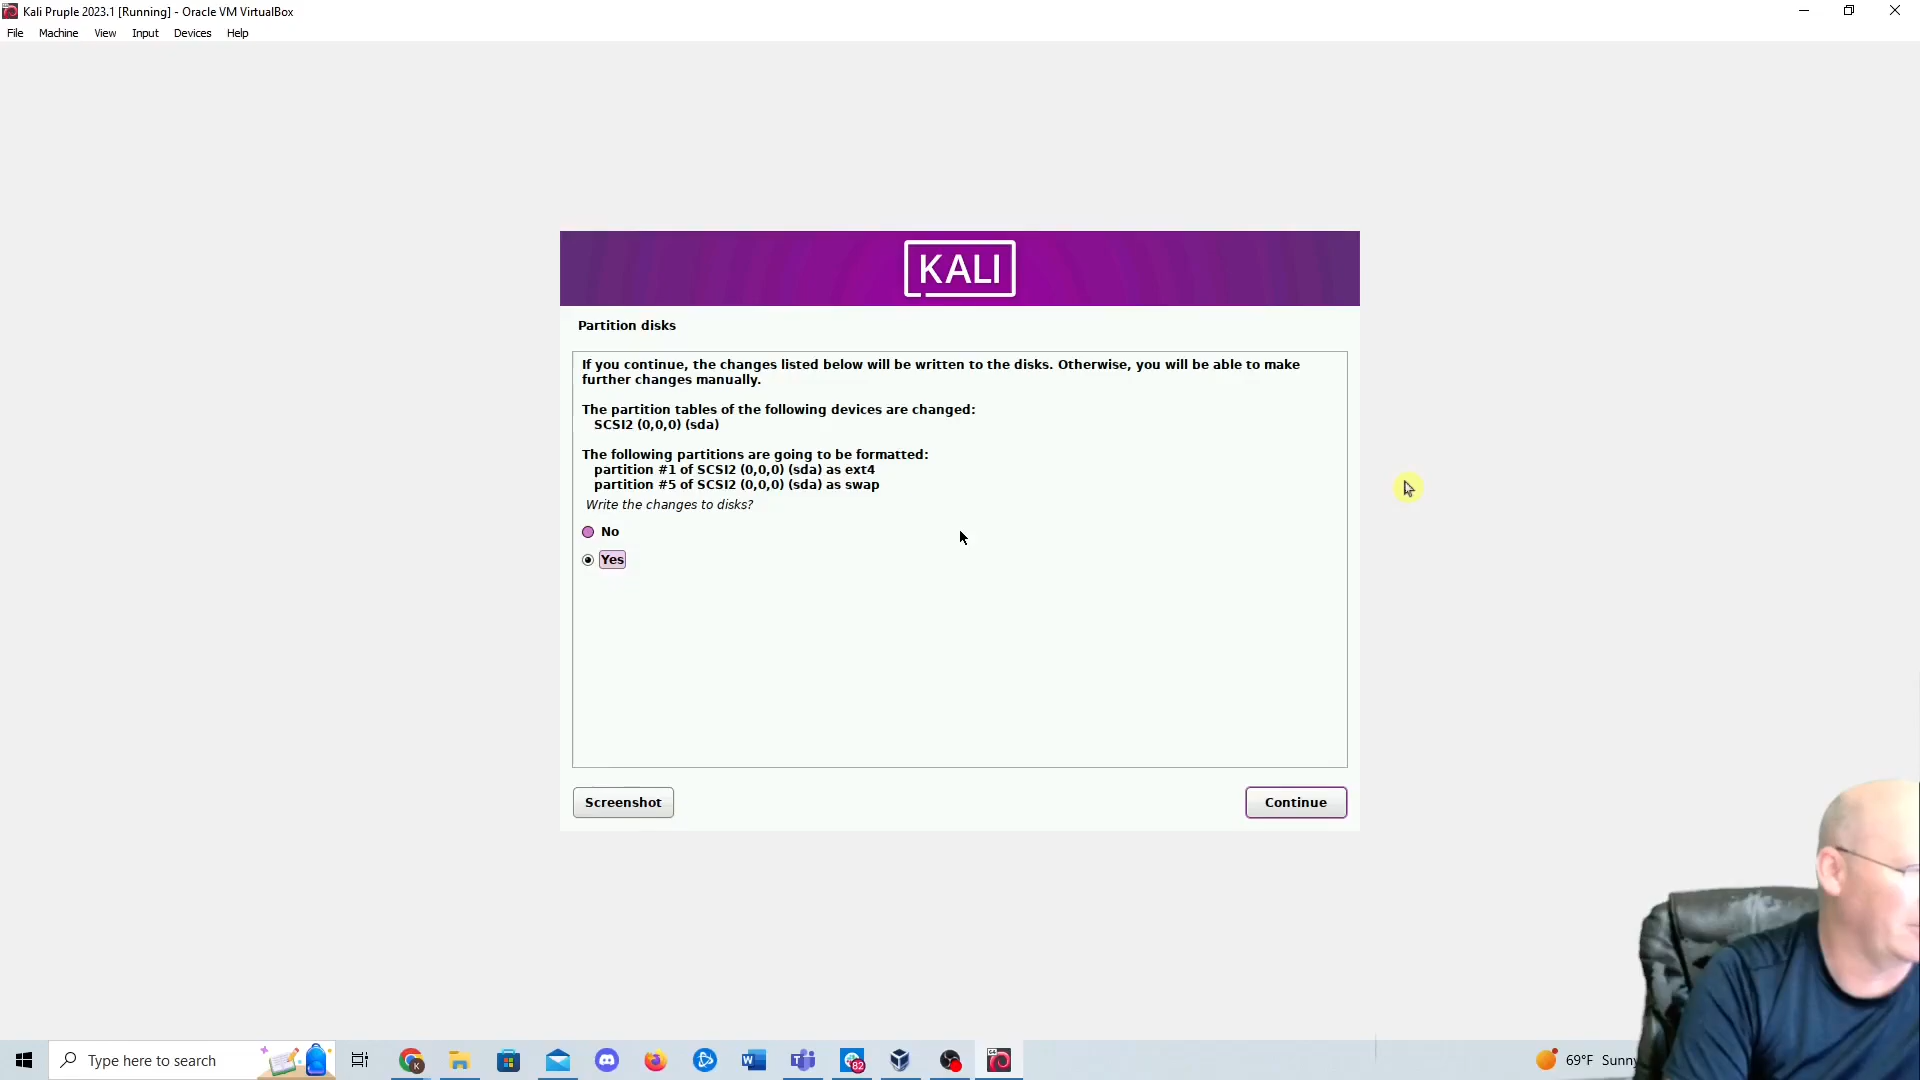 Kali Pruple 2023.1 [Running] - Oracle VM VirtualBox
File Machine View Input Devices Help
KALI
Partition disks
If you continue, the changes listed below will be written to the disks. Otherwise, you will be able to make
further changes manually.
The partition tables of the following devices are changed:
SCSI2 (0,0,0) (sda)
The following partitions are going to be formatted:
partition #1 of SCSI2 (0,0,0) (sda) as ext4
partition #5 of SCSI2 (0,0,0) (sda) as swap
Write the changes to disks?
No
Yes
Screenshot Continue
Type here to search 82 69°F Sunny